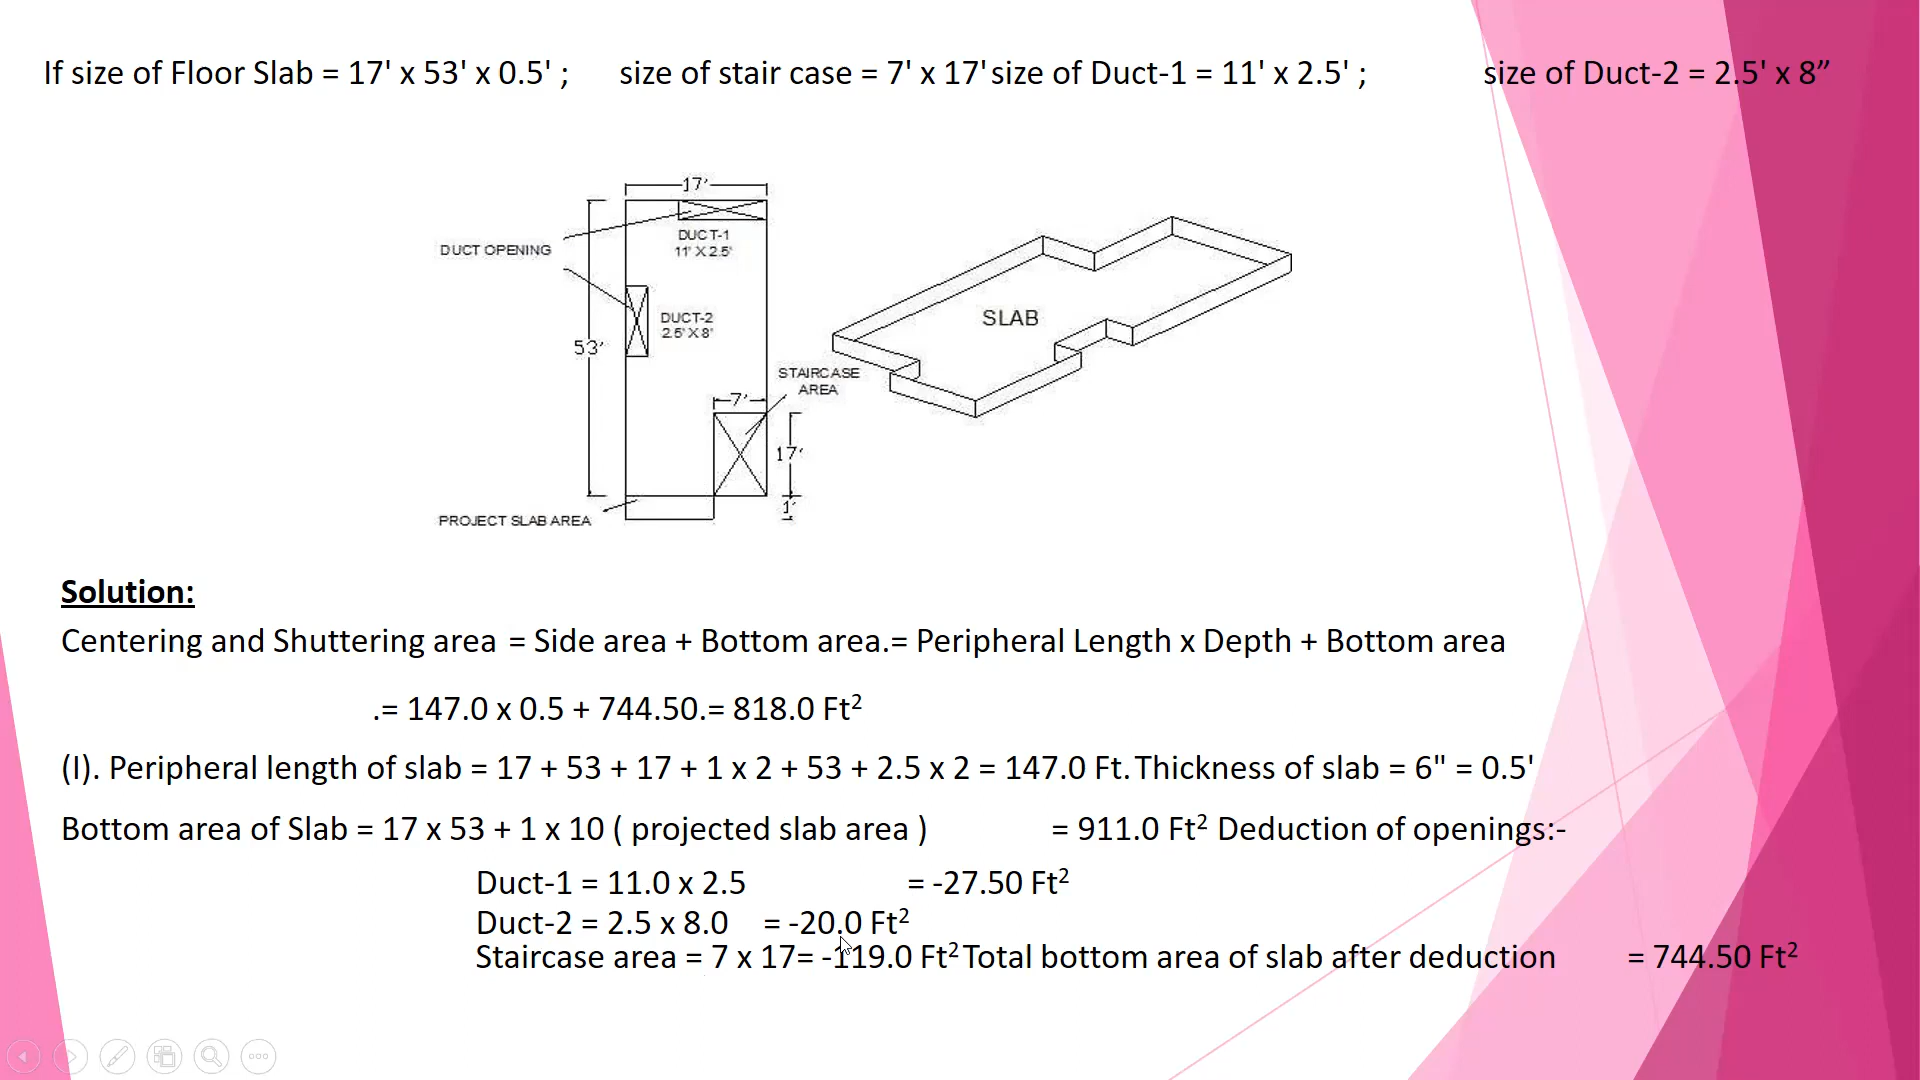 If size of Floor Slab = 17' x 53' x 0.5' ; size of stair case = 7' x 17' size of Duct-1 = 11' x 2.5' ; size of Duct-2 = 2.5' x 8”
17'
DUCT OPENING
DUCT-1
11' X 2.5'
DUCT-2
2.5' X 8'
53'
STAIRCASE
AREA
7'
17'
1'
PROJECT SLAB AREA
SLAB
Solution:
Centering and Shuttering area = Side area + Bottom area.= Peripheral Length x Depth + Bottom area
.= 147.0 x 0.5 + 744.50.= 818.0 Ft²
(I). Peripheral length of slab = 17 + 53 + 17 + 1 x 2 + 53 + 2.5 x 2 = 147.0 Ft. Thickness of slab = 6" = 0.5'
Bottom area of Slab = 17 x 53 + 1 x 10 ( projected slab area ) = 911.0 Ft² Deduction of openings:-
Duct-1 = 11.0 x 2.5 = -27.50 Ft²
Duct-2 = 2.5 x 8.0 = -20.0 Ft²
Staircase area = 7 x 17= -119.0 Ft² Total bottom area of slab after deduction = 744.50 Ft²